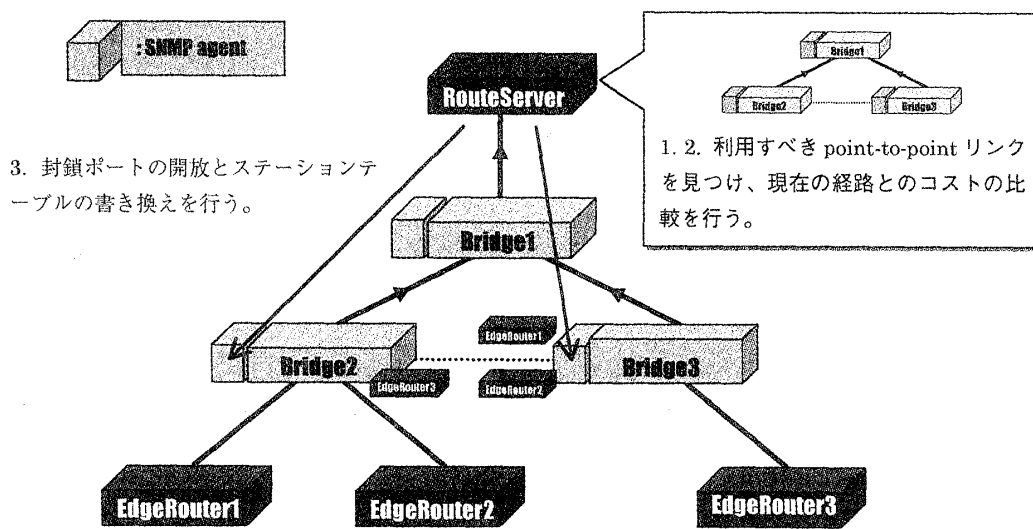 : SNMP agent
RouteServer
Bridge1
Bridge2
Bridge3
1. 2. 利用すべき point-to-point リンク
を見つけ、現在の経路とのコストの比
較を行う。
3. 封鎖ポートの開放とステーションテ
ーブルの書き換えを行う。
Bridge1
EdgeRouter1
Bridge2
Bridge3
EdgeRouter3
EdgeRouter2
EdgeRouter1
EdgeRouter2
EdgeRouter3